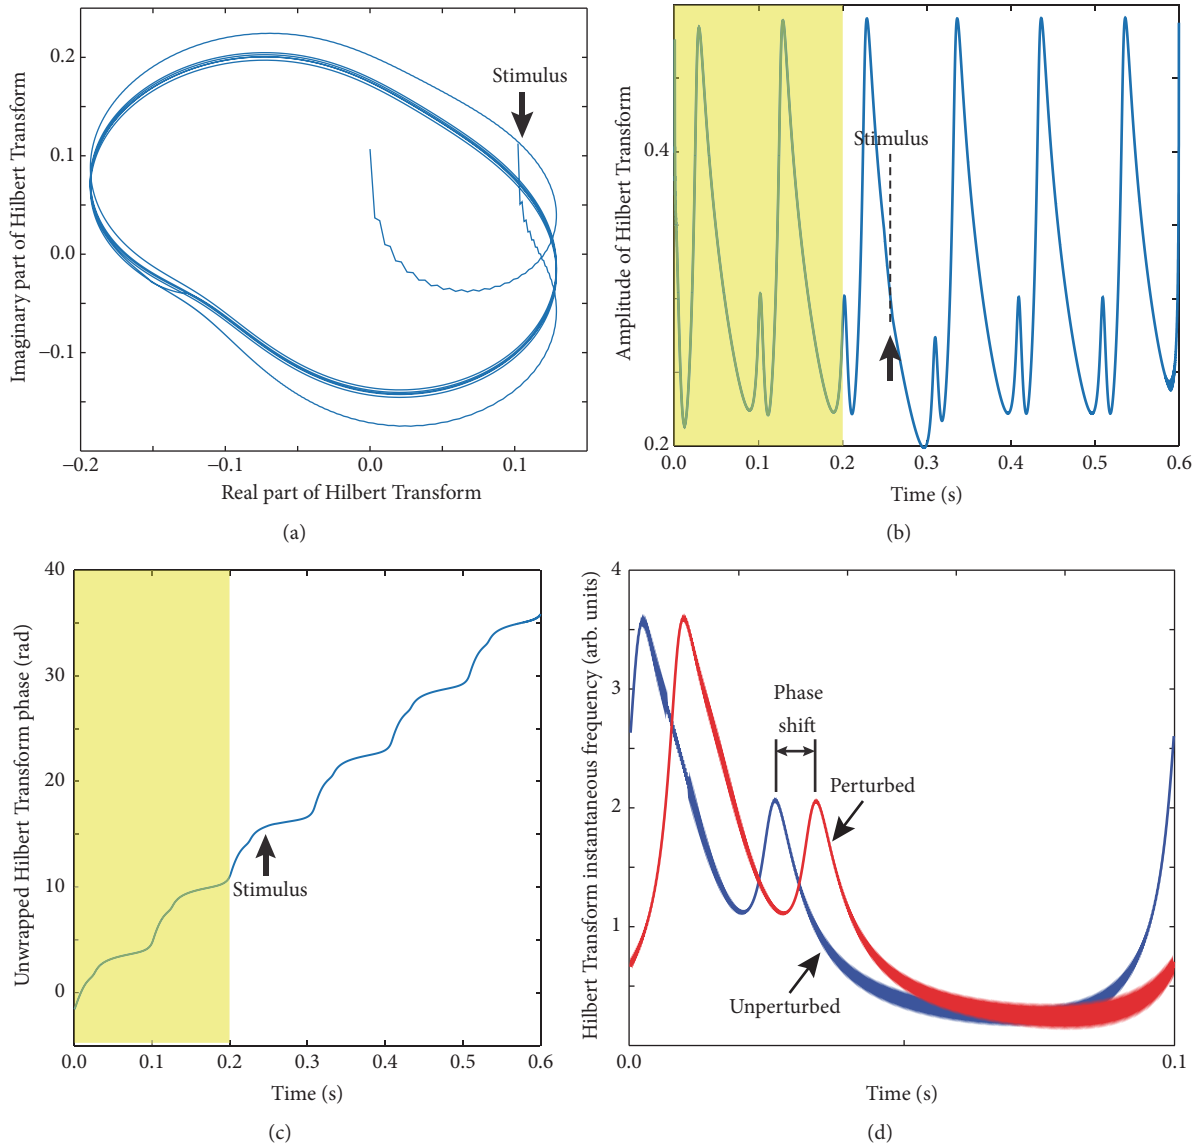 Imaginary part of Hilbert Transform
0.2
0.1
0.0
−0.1
−0.2
−0.1
0.0
0.1
Stimulus
Real part of Hilbert Transform
(a)
Amplitude of Hilbert Transform
0.4
0.2
Stimulus
0.0
0.1
0.2
0.3
0.4
0.5
0.6
Time (s)
(b)
Unwrapped Hilbert Transform phase (rad)
40
30
20
10
0
Stimulus
0.0
0.1
0.2
0.3
0.4
0.5
0.6
Time (s)
(c)
Hilbert Transform instantaneous frequency (arb. units)
4
3
2
1
Phase
shift
Perturbed
Unperturbed
0.0
0.1
Time (s)
(d)